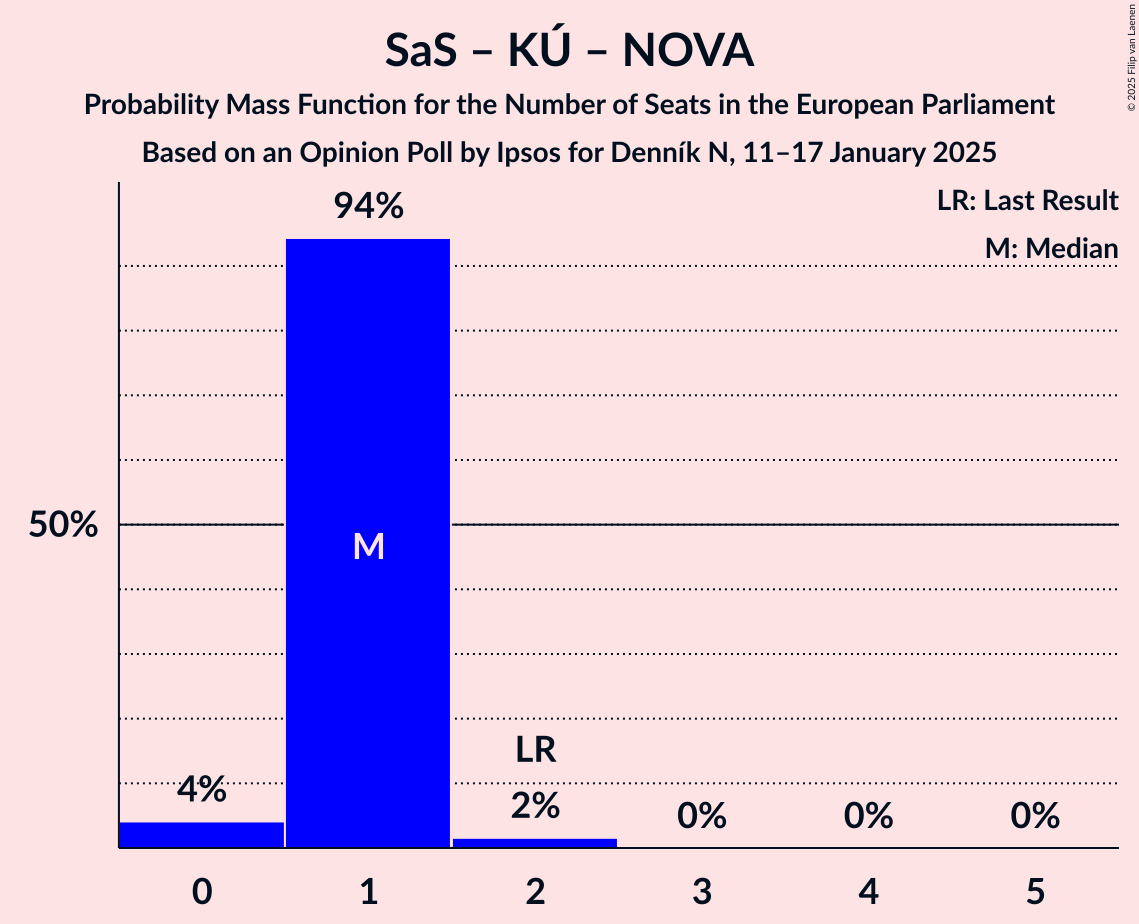 SaS – KÚ – NOVA
Probability Mass Function for the Number of Seats in the European Parliament
Based on an Opinion Poll by Ipsos for Denník N, 11–17 January 2025
© 2025 Filip van Laenen
LR: Last Result
M: Median
94%
50%
M
LR
4%
2%
0%
0%
0%
0
1
2
3
4
5